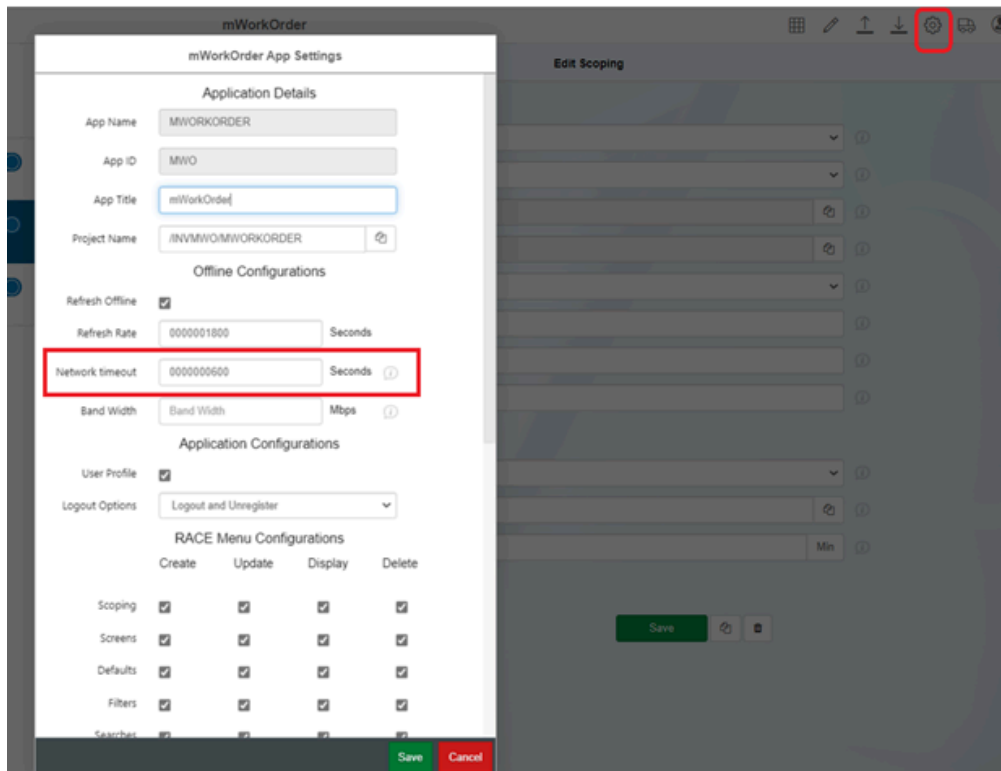 mWorkOrder
mWorkOrder App Settings
Edit Scoping
Application Details
App Name MWORKORDER
App ID MWO
App Title mWorkOrder
Project Name /INVMWO/MWORKORDER
Offline Configurations
Refresh Offline
Refresh Rate 0000001800 Seconds
Network timeout 0000000600 Seconds
Band Width Band Width Mbps
Application Configurations
User Profile
Logout Options Logout and Unregister
RACE Menu Configurations
Create Update Display Delete
Min
Scoping
Save
Screens
Defaults
Filters
Searches
Save Cancel